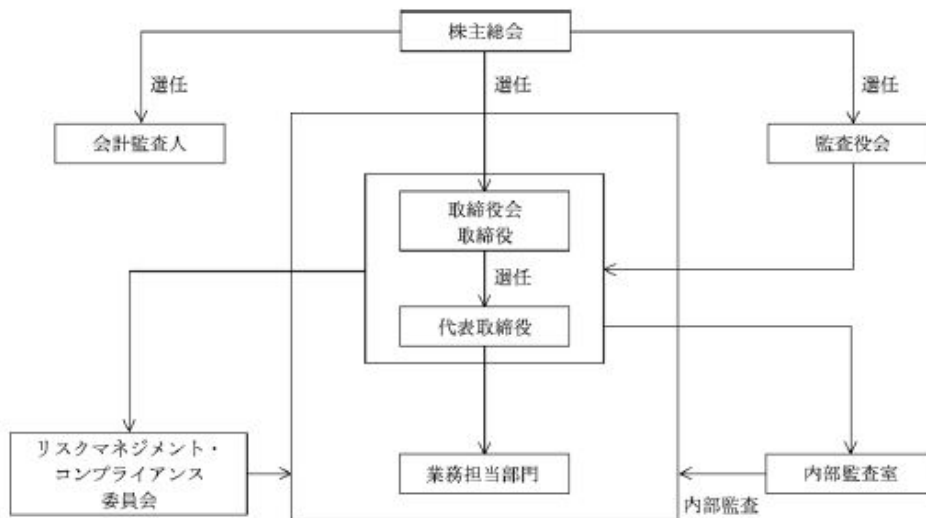 株主総会
選任
選任
選任
会計監査人
監査役会
取締役会
取締役
選任
代表取締役
リスクマネジメント・
コンプライアンス
委員会
業務担当部門
内部監査室
内部監査